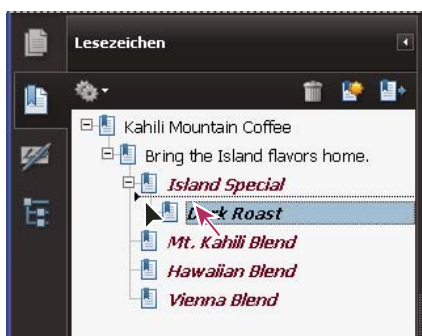 Lesezeichen
Kahili Mountain Coffee
Bring the Island flavors home.
Island Special
Dark Roast
Mt. Kahili Blend
Hawaiian Blend
Vienna Blend